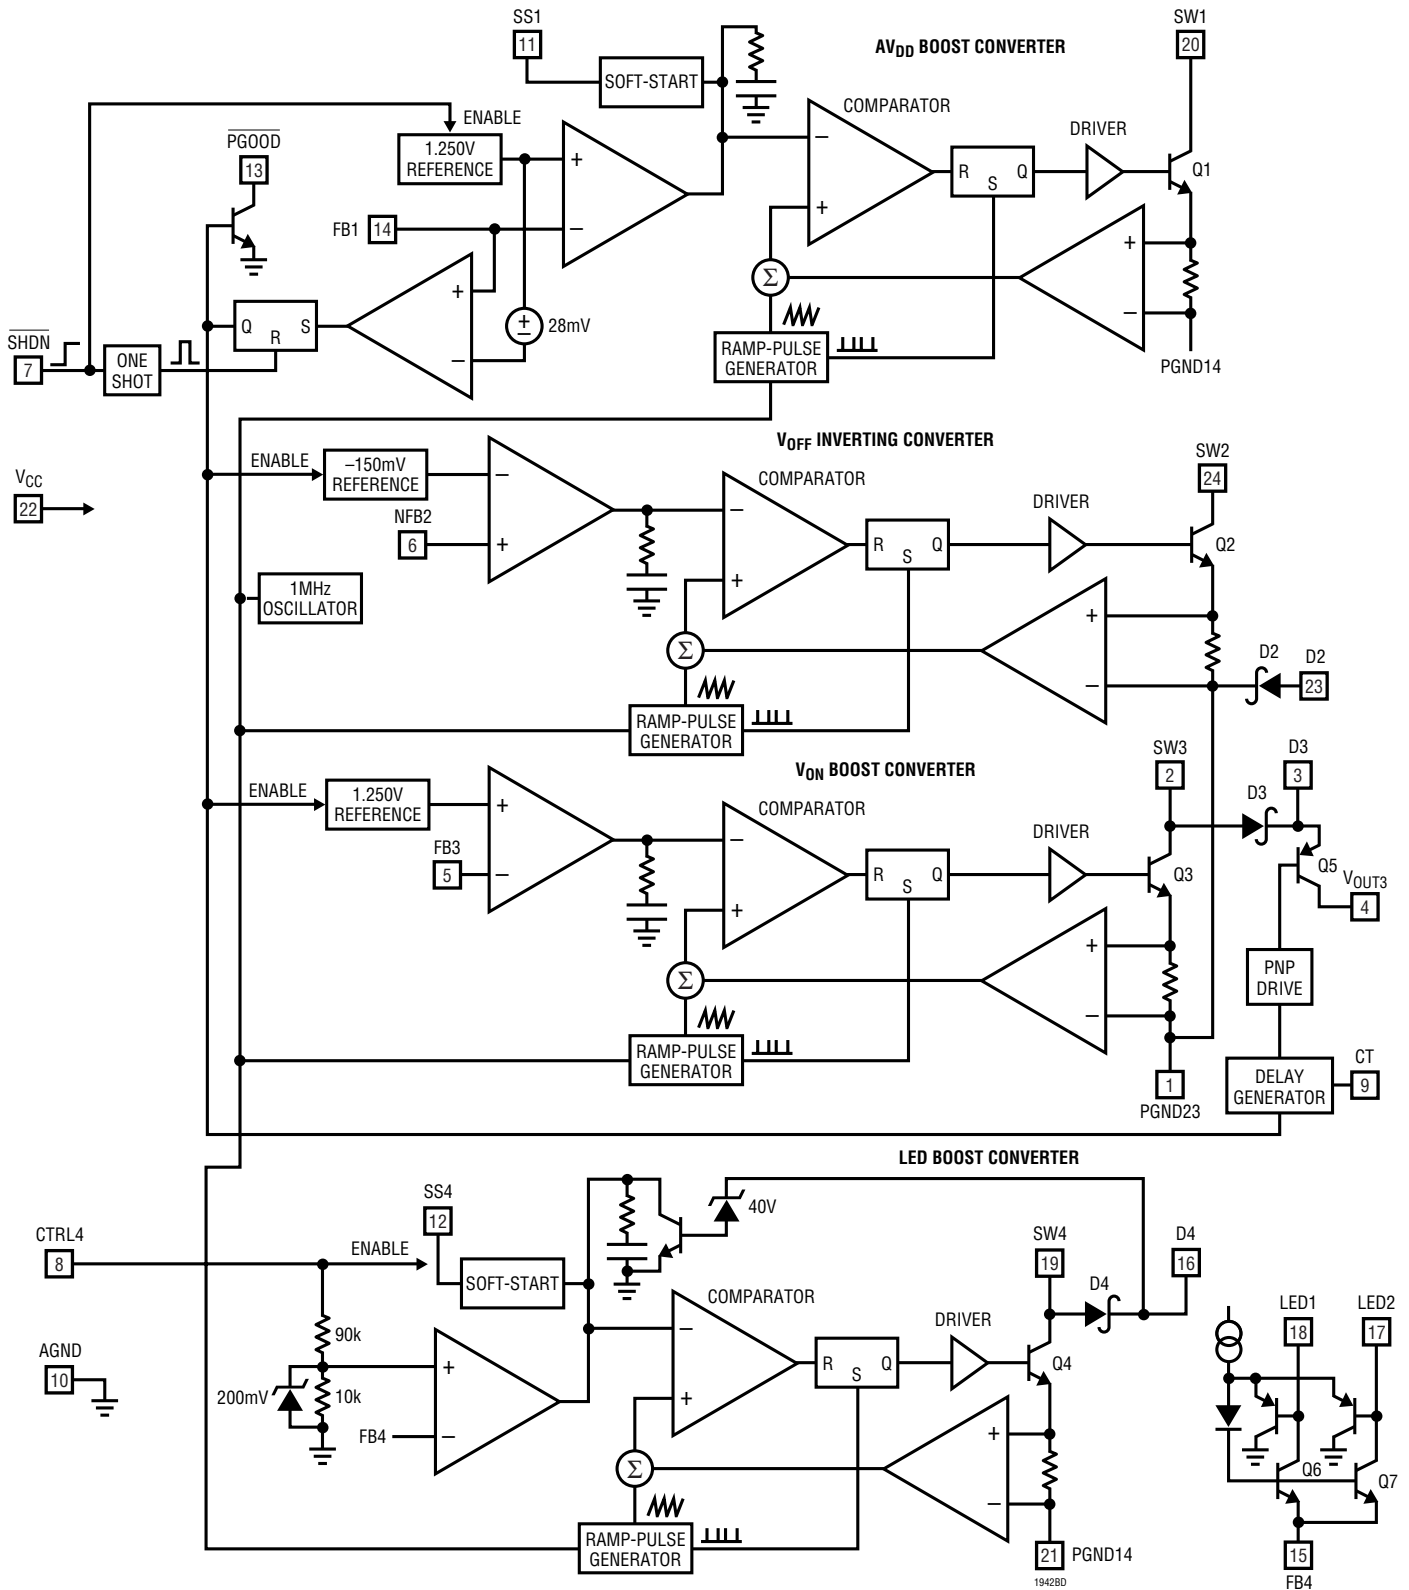 SS1
11
AVDD BOOST CONVERTER
SW1
20
SOFT-START
COMPARATOR
ENABLE
DRIVER
PGOOD
13
1.250V
REFERENCE
+
−
R
S
Q
Q1
FB1
14
−
+
+
+
−
28mV
Σ
+
−
SHDN
7
ONE
SHOT
Q
R
S
−
RAMP-PULSE
GENERATOR
PGND14
VOFF INVERTING CONVERTER
SW2
24
VCC
22
ENABLE
−150mV
REFERENCE
−
COMPARATOR
NFB2
6
+
−
DRIVER
R
S
Q
Q2
1MHz
OSCILLATOR
+
+
Σ
−
D2
D2
23
RAMP-PULSE
GENERATOR
VON BOOST CONVERTER
SW3
2
D3
3
ENABLE
1.250V
REFERENCE
+
COMPARATOR
D3
FB3
5
−
−
DRIVER
R
S
Q
Q3
Q5
VOUT3
4
+
+
Σ
−
PNP
DRIVE
RAMP-PULSE
GENERATOR
1
PGND23
DELAY
GENERATOR
CT
9
LED BOOST CONVERTER
SS4
12
40V
CTRL4
8
ENABLE
SW4
19
D4
16
SOFT-START
COMPARATOR
D4
LED1
18
LED2
17
90k
−
DRIVER
AGND
10
200mV
10k
+
R
S
Q
Q4
FB4
−
+
+
Σ
−
Q6
Q7
RAMP-PULSE
GENERATOR
21
PGND14
15
FB4
1942BD